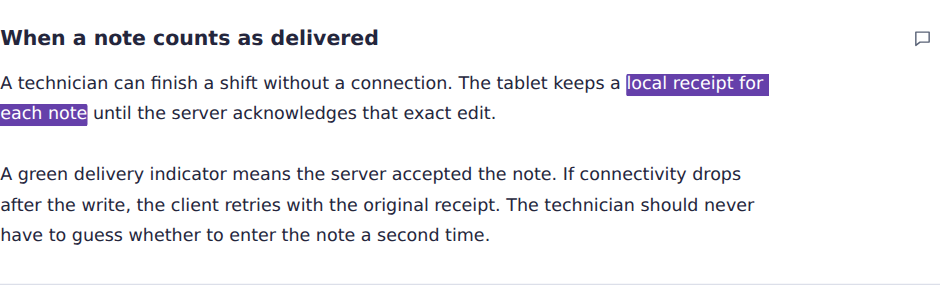 When a note counts as delivered
A technician can finish a shift without a connection. The tablet keeps a local receipt for
each note until the server acknowledges that exact edit.
A green delivery indicator means the server accepted the note. If connectivity drops
after the write, the client retries with the original receipt. The technician should never
have to guess whether to enter the note a second time.